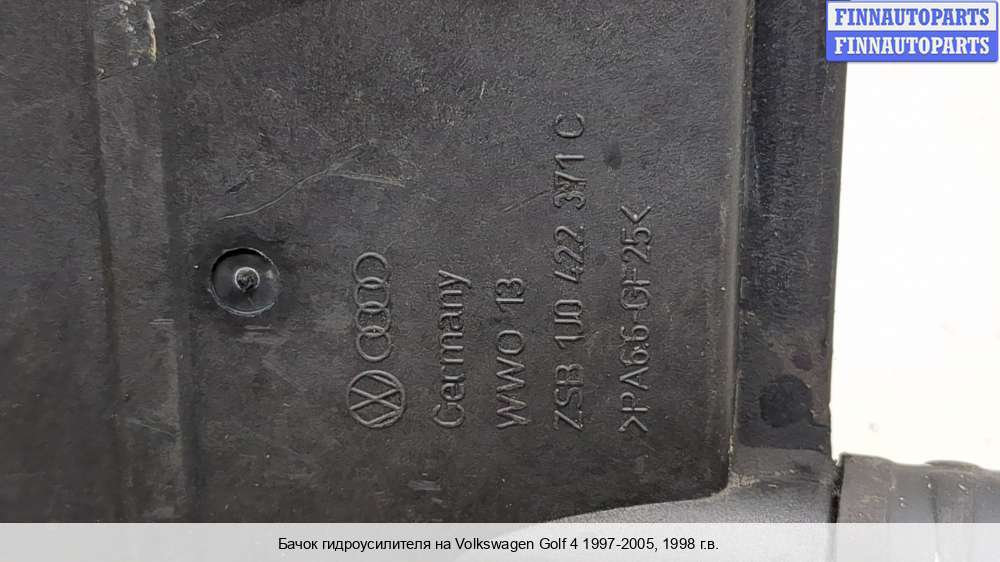 FINNAUTOPARTS
FINNAUTOPARTS
Germany
WWO 13
ZSB 1J0 422 371 C
>PA6.6-GF25<
Бачок гидроусилителя на Volkswagen Golf 4 1997-2005, 1998 г.в.